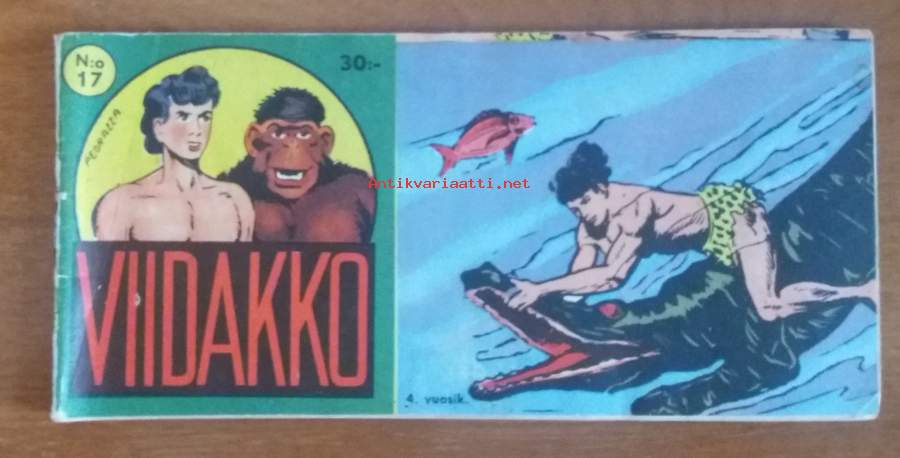 N:o
17
30:-
PEDRAZZA
Antikvariaatti.net
VIIDAKKO
4. vuosik.